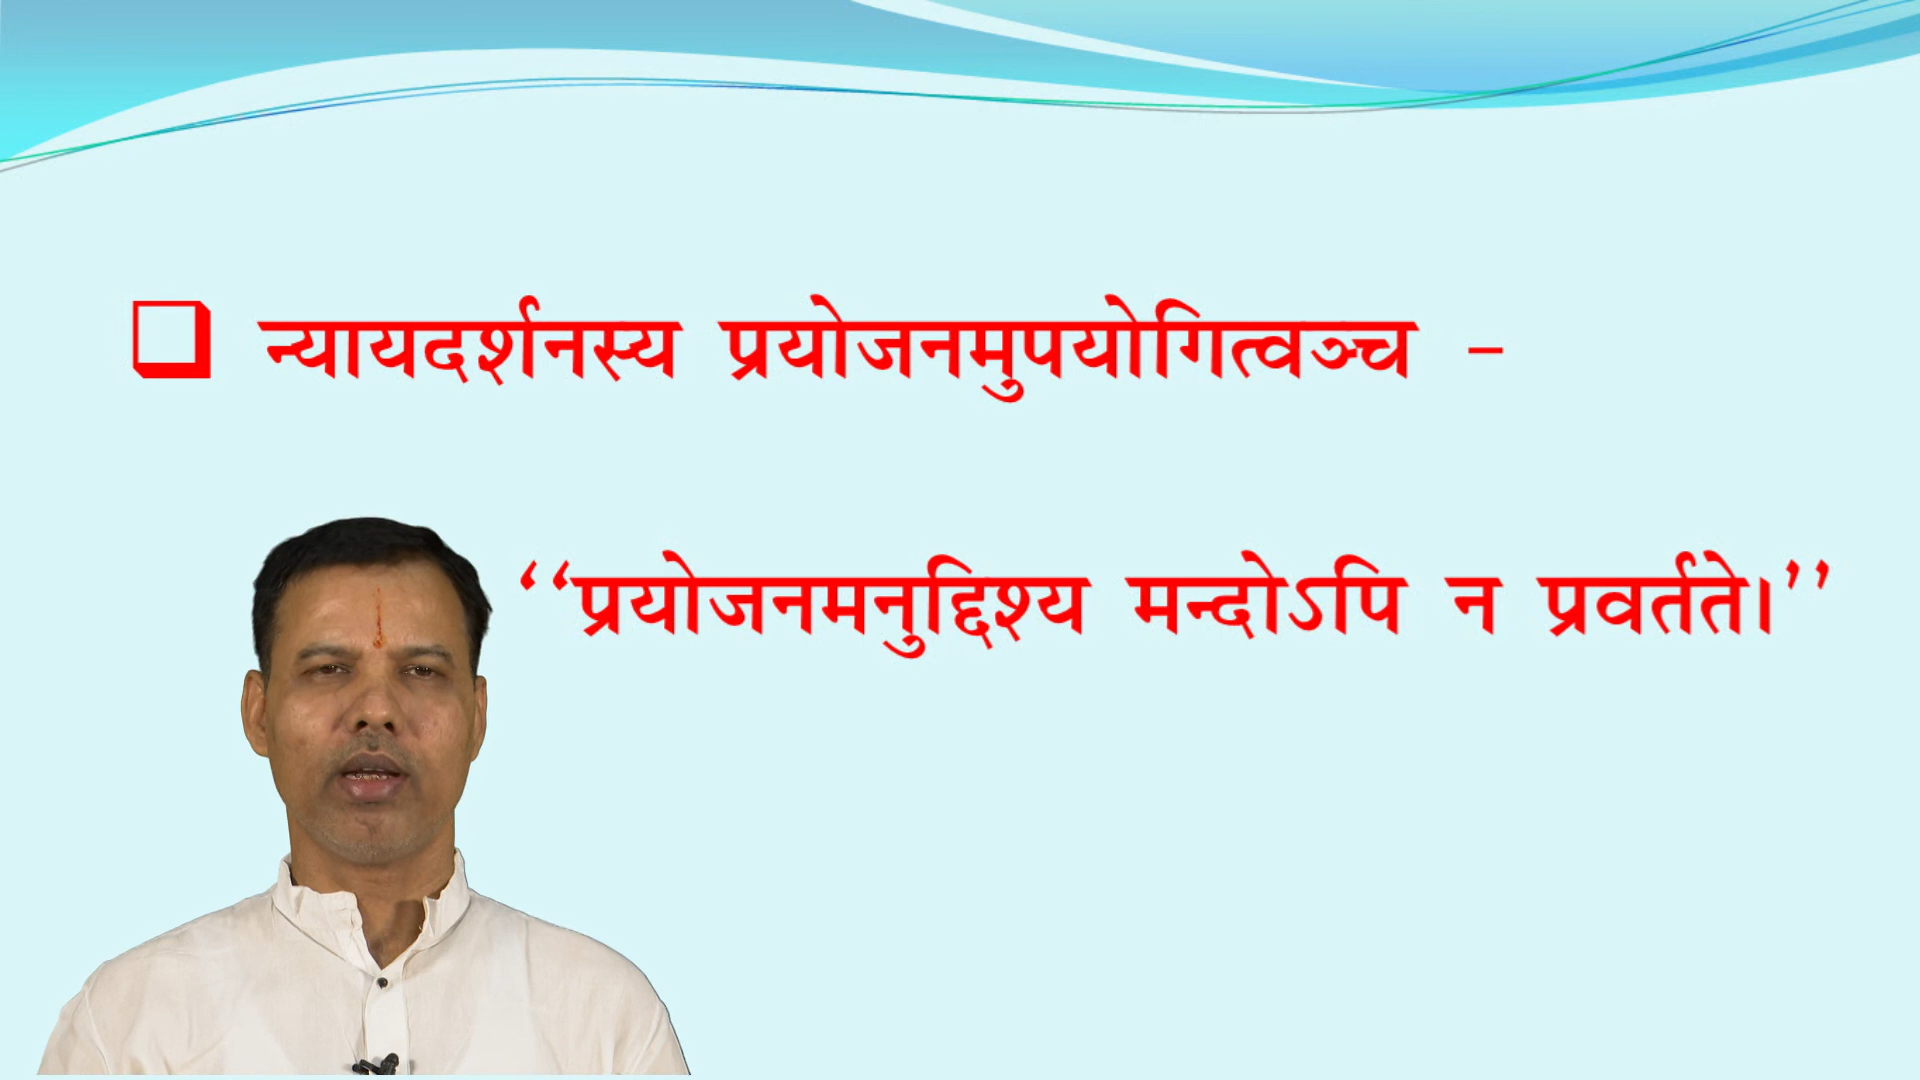 न्यायदर्शनस्य प्रयोजनमुपयोगित्वञ्च –
‘‘प्रयोजनमनुद्दिश्य मन्दोऽपि न प्रवर्तते।’’